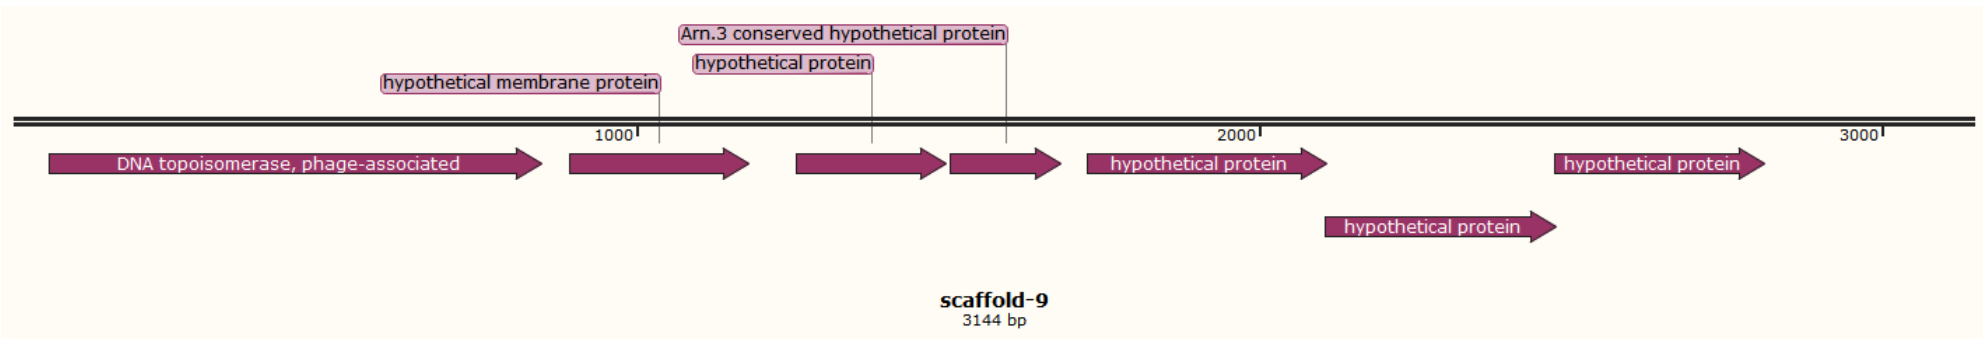 Arn.3 conserved hypothetical protein
hypothetical protein
hypothetical membrane protein
1000
2000
3000
DNA topoisomerase, phage-associated
hypothetical protein
hypothetical protein
hypothetical protein
scaffold-9
3144 bp